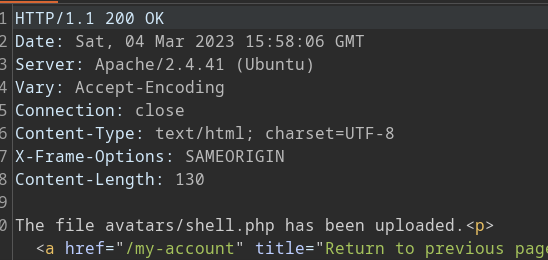 1 HTTP/1.1 200 OK
2 Date: Sat, 04 Mar 2023 15:58:06 GMT
3 Server: Apache/2.4.41 (Ubuntu)
4 Vary: Accept-Encoding
5 Connection: close
6 Content-Type: text/html; charset=UTF-8
7 X-Frame-Options: SAMEORIGIN
8 Content-Length: 130
9
0 The file avatars/shell.php has been uploaded.<p>
<a href="/my-account" title="Return to previous page